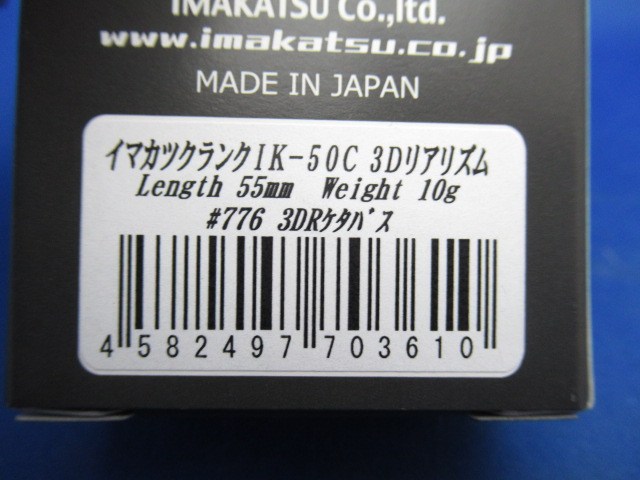 IMAKATSU Co.,ltd.
www.imakatsu.co.jp
MADE IN JAPAN
イマカツクランクIK-50C 3Dリアリズム
Length 55mm Weight 10g
#776 3DRケタバス
4 582497 703610